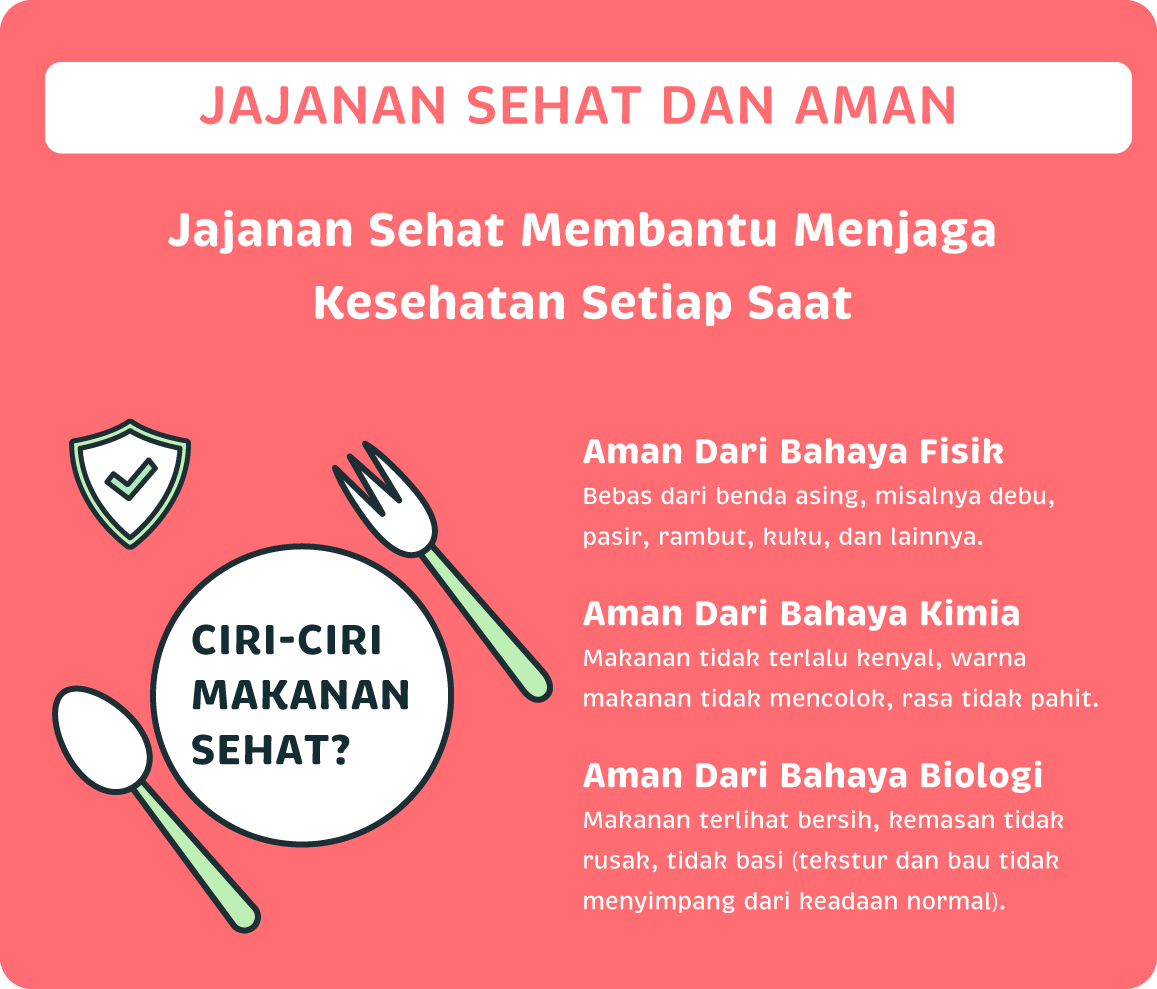 JAJANAN SEHAT DAN AMAN
Jajanan Sehat Membantu Menjaga
Kesehatan Setiap Saat
CIRI-CIRI
MAKANAN
SEHAT?
Aman Dari Bahaya Fisik
Bebas dari benda asing, misalnya debu,
pasir, rambut, kuku, dan lainnya.
Aman Dari Bahaya Kimia
Makanan tidak terlalu kenyal, warna
makanan tidak mencolok, rasa tidak pahit.
Aman Dari Bahaya Biologi
Makanan terlihat bersih, kemasan tidak
rusak, tidak basi (tekstur dan bau tidak
menyimpang dari keadaan normal).